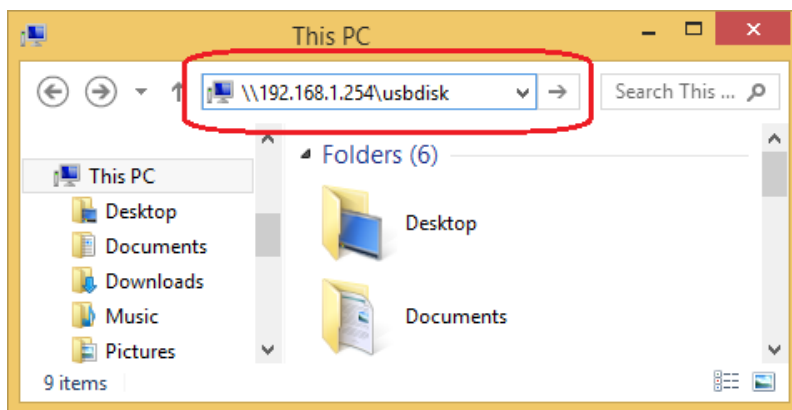 This PC
\\192.168.1.254\usbdisk
Search This ...
This PC
Desktop
Documents
Downloads
Music
Pictures
Folders (6)
Desktop
Documents
9 items